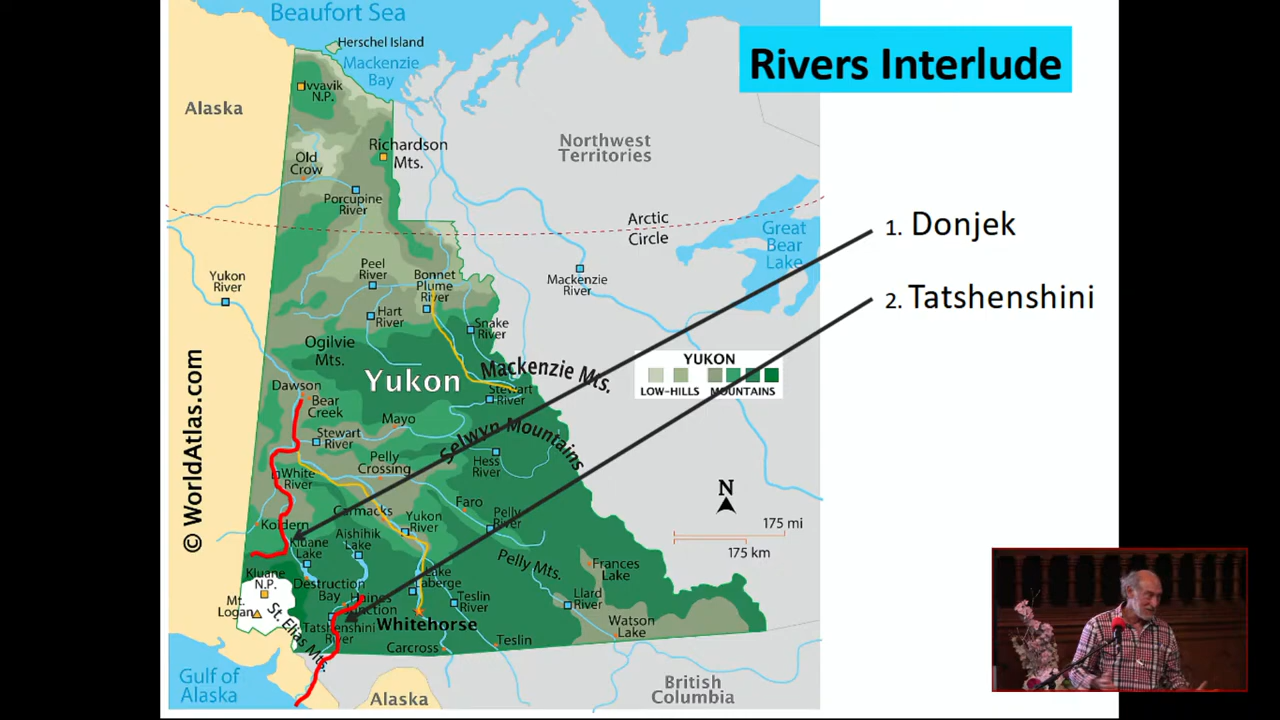 Beaufort Sea
Rivers Interlude
Herschel Island
Mackenzie
Bay
Ivvavik
N.P.
Alaska
Northwest
Territories
Richardson
Mts.
Old
Crow
Porcupine
River
Arctic
Circle
Great
Bear
Lake
1. Donjek
Yukon
River
Peel
River
Bonnet
Plume
River
Mackenzie
River
2. Tatshenshini
Hart
River
Snake
River
Ogilvie
Mts.
YUKON
LOW-HILLS MOUNTAINS
Mackenzie Mts.
Yukon
Dawson
Bear
Creek
Stewart
River
Mayo
Stewart
River
Selwyn Mountains
Pelly
Crossing
Hess
River
White
River
© WorldAtlas.com
N
175 mi
175 km
Faro
Carmacks
Yukon
River
Pelly
River
Koidern
Aishihik
Lake
Kluane
Lake
Pelly Mts.
Frances
Lake
Kluane
N.P.
Destruction
Bay
Lake
Laberge
Haines
Junction
Teslin
River
Llard
River
Mt.
Logan
St. Elias Mts.
Tatshenshini
River
Whitehorse
Watson
Lake
Carcross
Teslin
Gulf of
Alaska
Alaska
British
Columbia